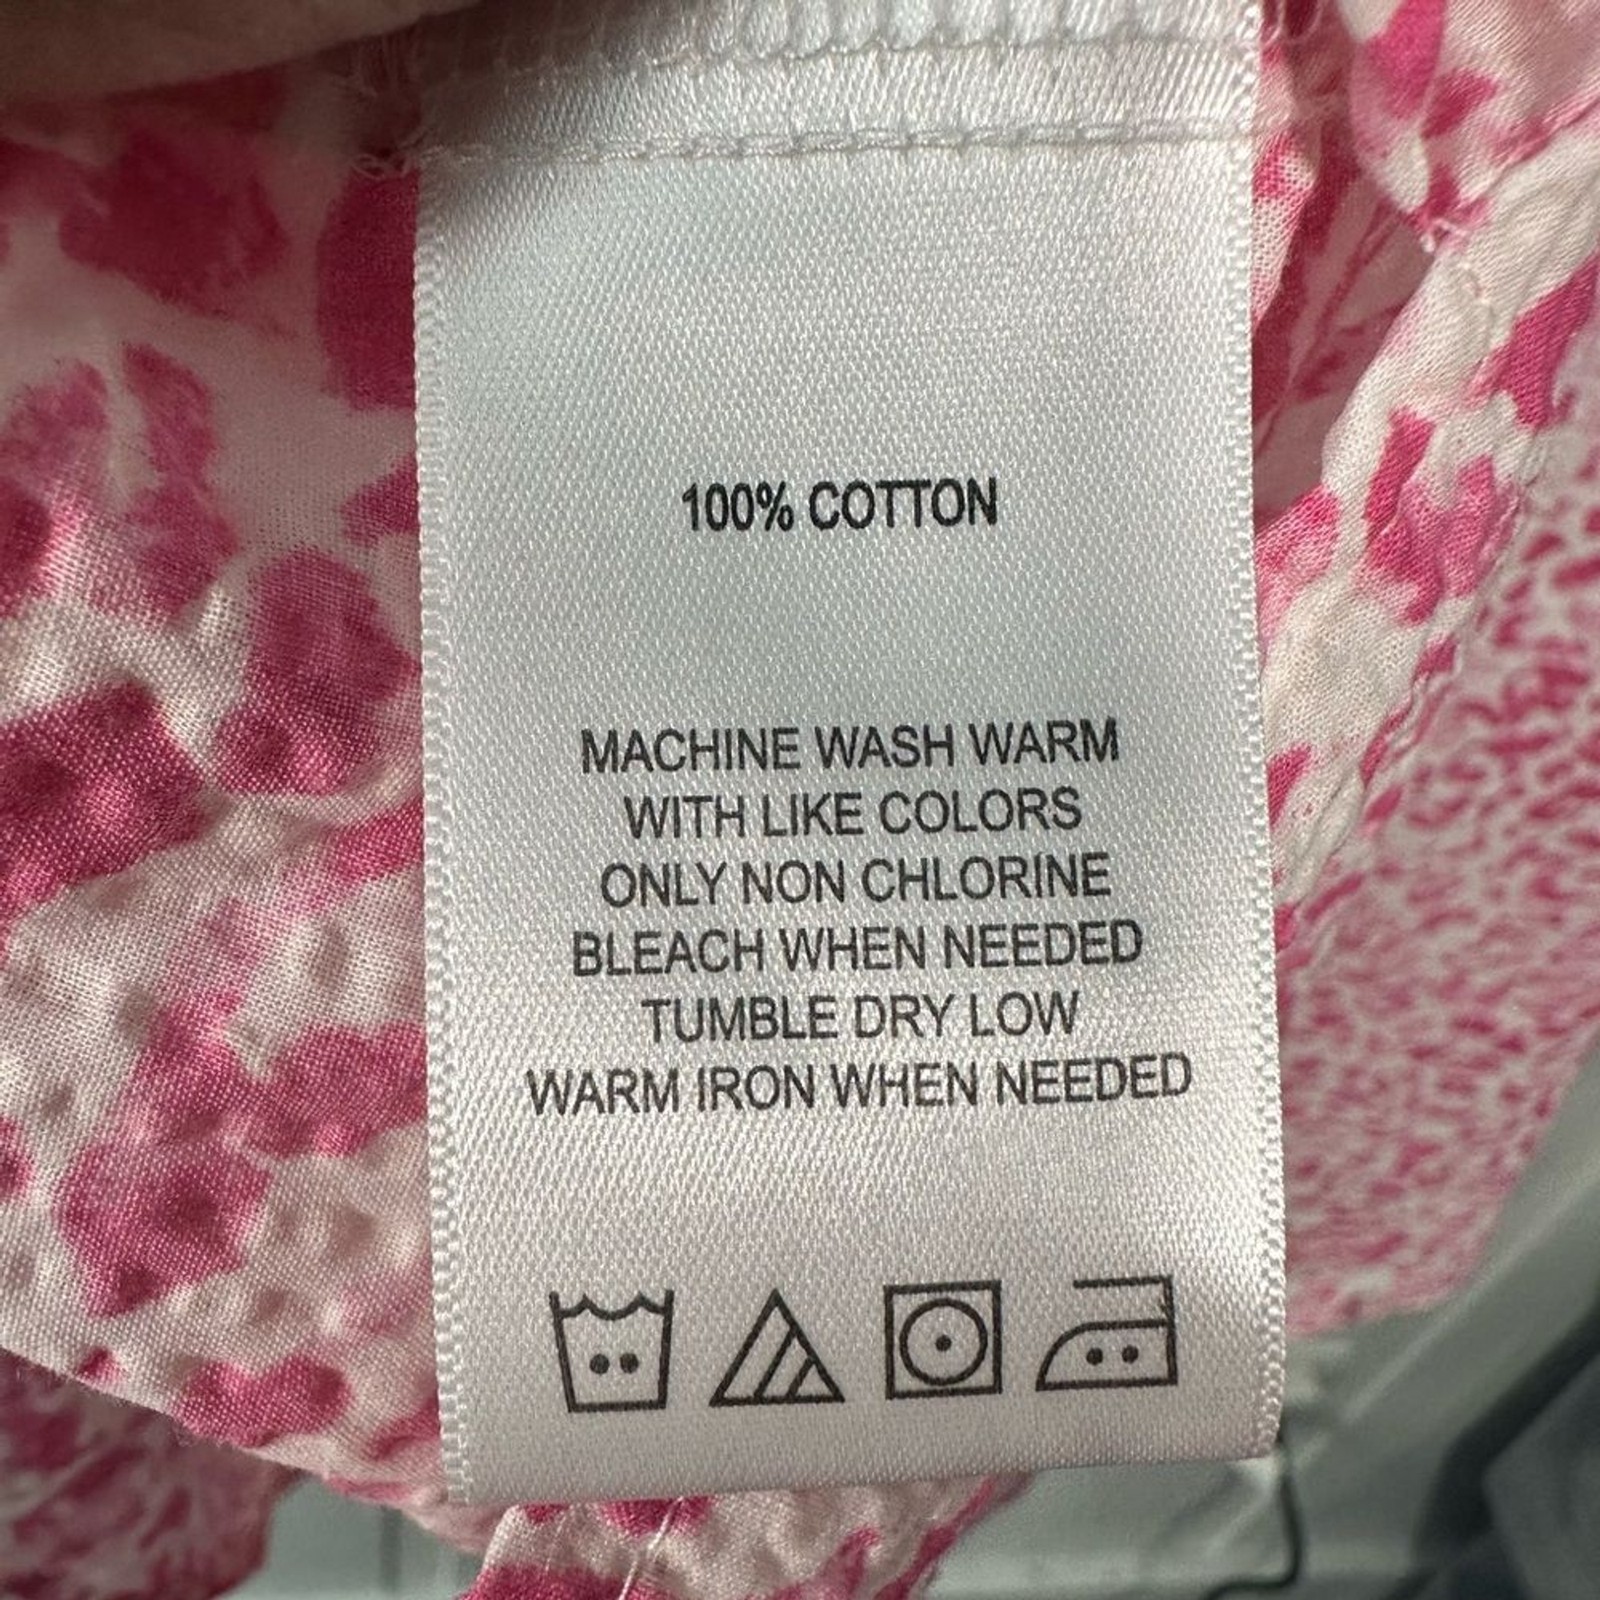 100% COTTON
MACHINE WASH WARM
WITH LIKE COLORS
ONLY NON CHLORINE
BLEACH WHEN NEEDED
TUMBLE DRY LOW
WARM IRON WHEN NEEDED